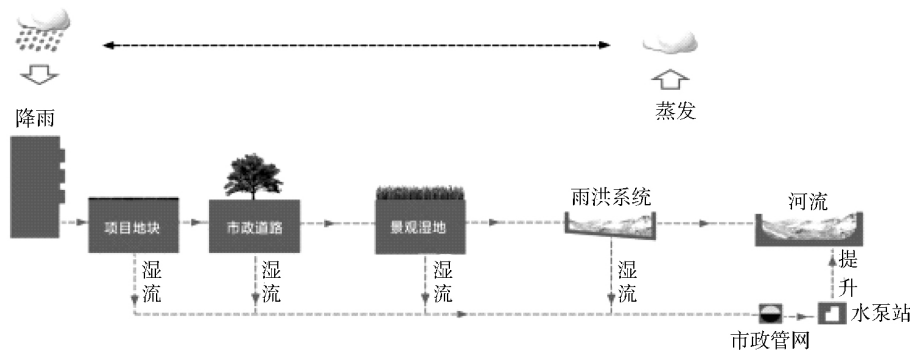 降雨
蒸发
项目地块
市政道路
景观湿地
雨洪系统
河流
湿流
湿流
湿流
湿流
提升
市政管网
水泵站